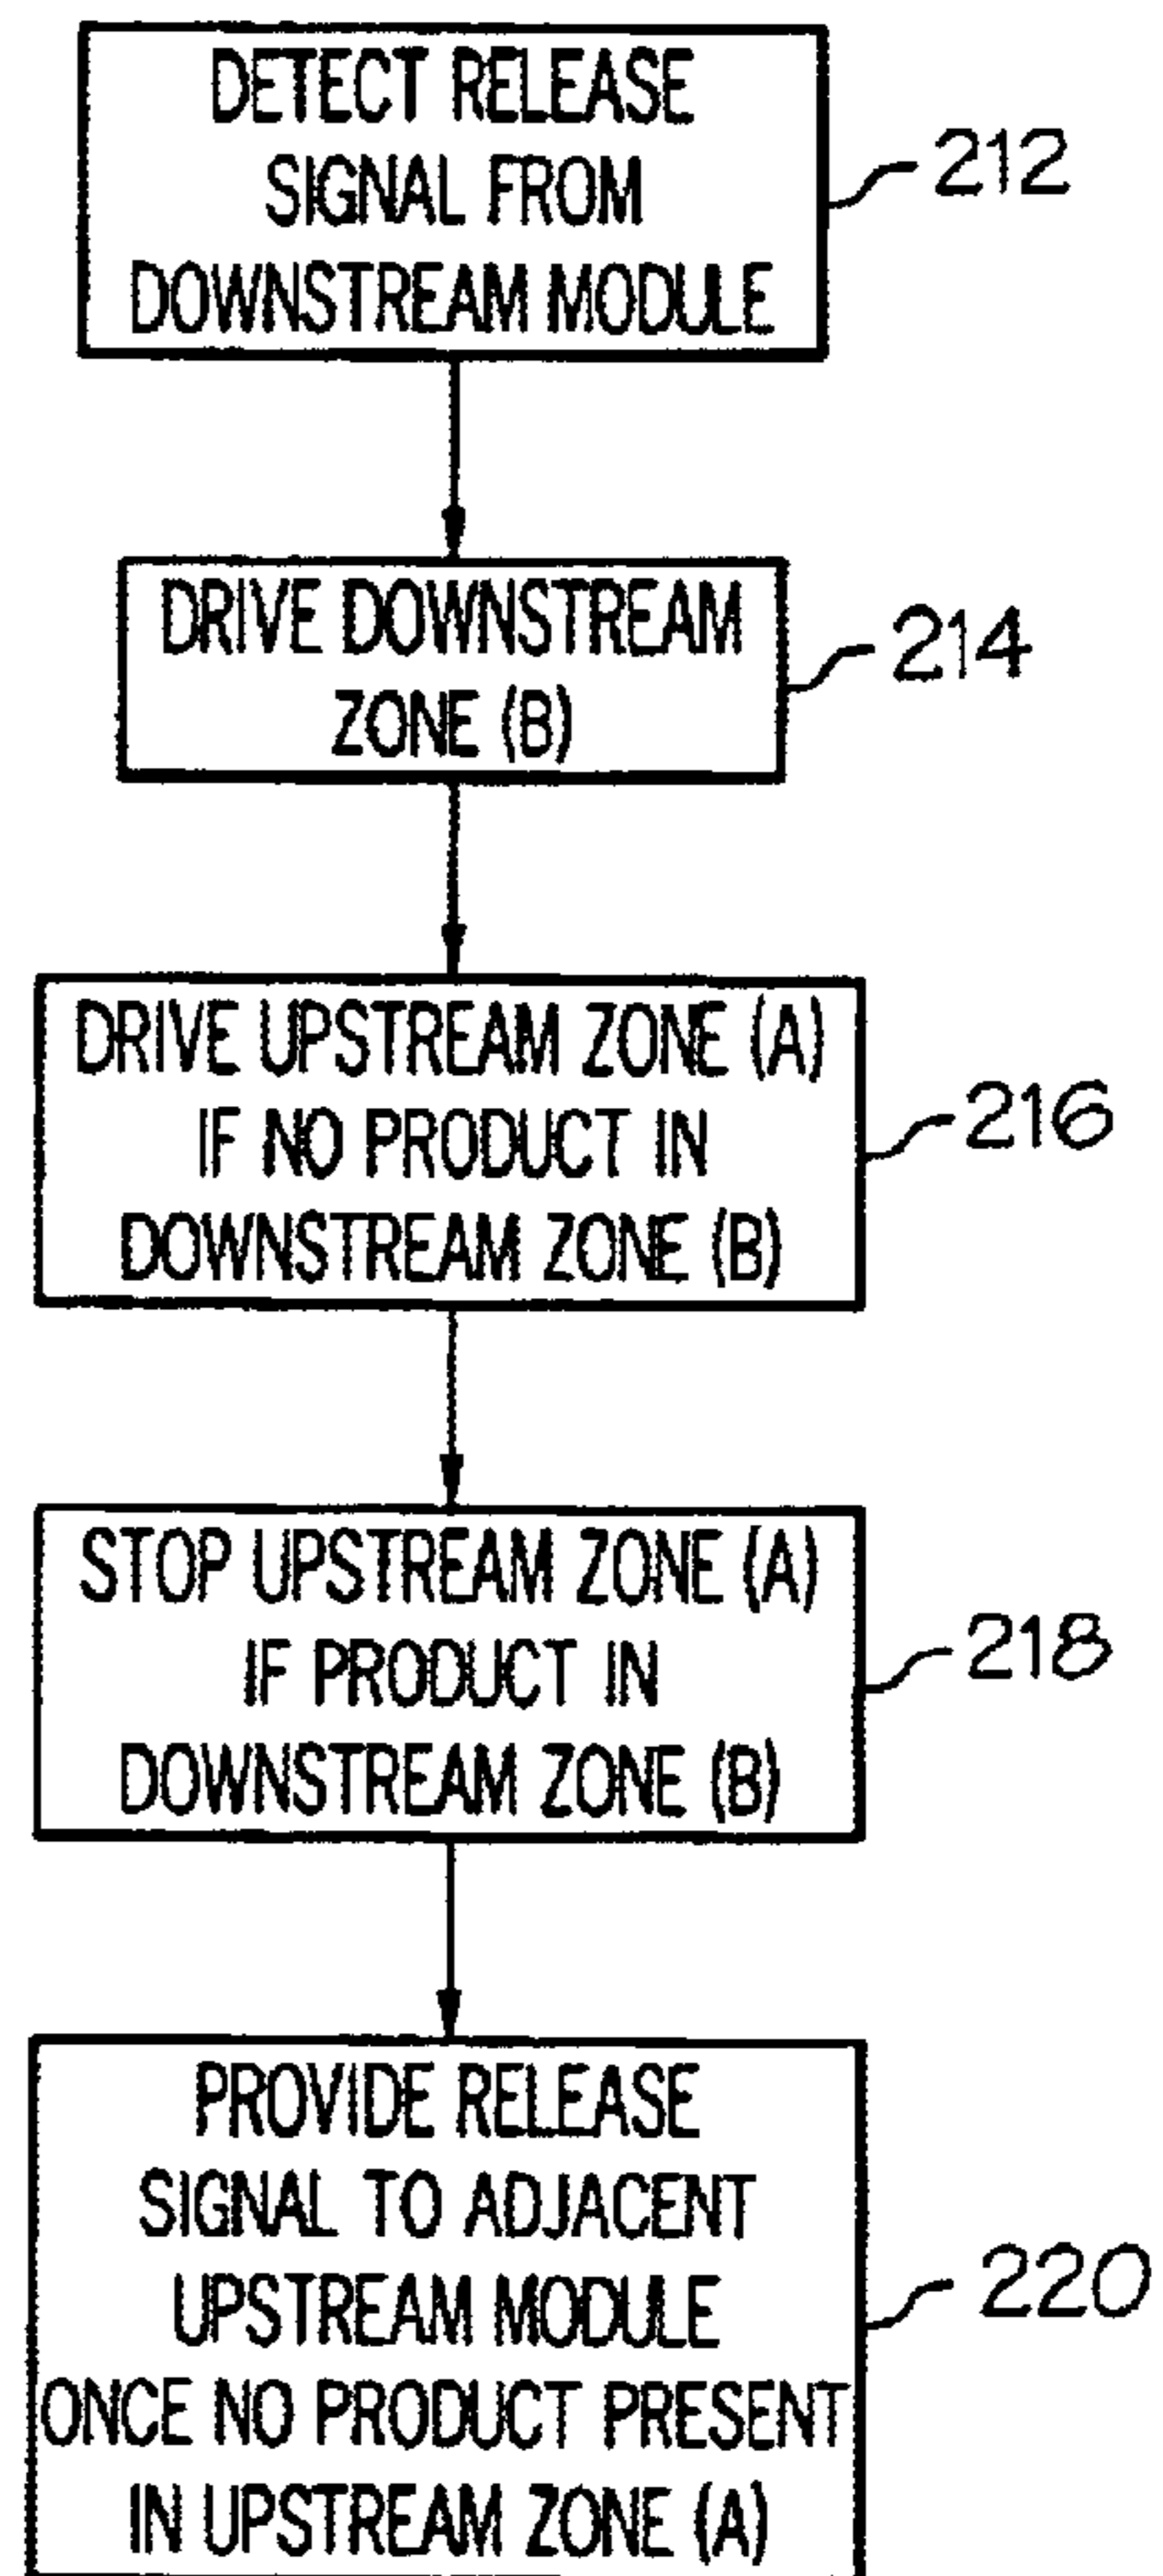 DETECT RELEASE
SIGNAL FROM
DOWNSTREAM MODULE
212
DRIVE DOWNSTREAM
ZONE (B)
214
DRIVE UPSTREAM ZONE (A)
IF NO PRODUCT IN
DOWNSTREAM ZONE (B)
216
STOP UPSTREAM ZONE (A)
IF PRODUCT IN
DOWNSTREAM ZONE (B)
218
PROVIDE RELEASE
SIGNAL TO ADJACENT
UPSTREAM MODULE
ONCE NO PRODUCT PRESENT
IN UPSTREAM ZONE (A)
220